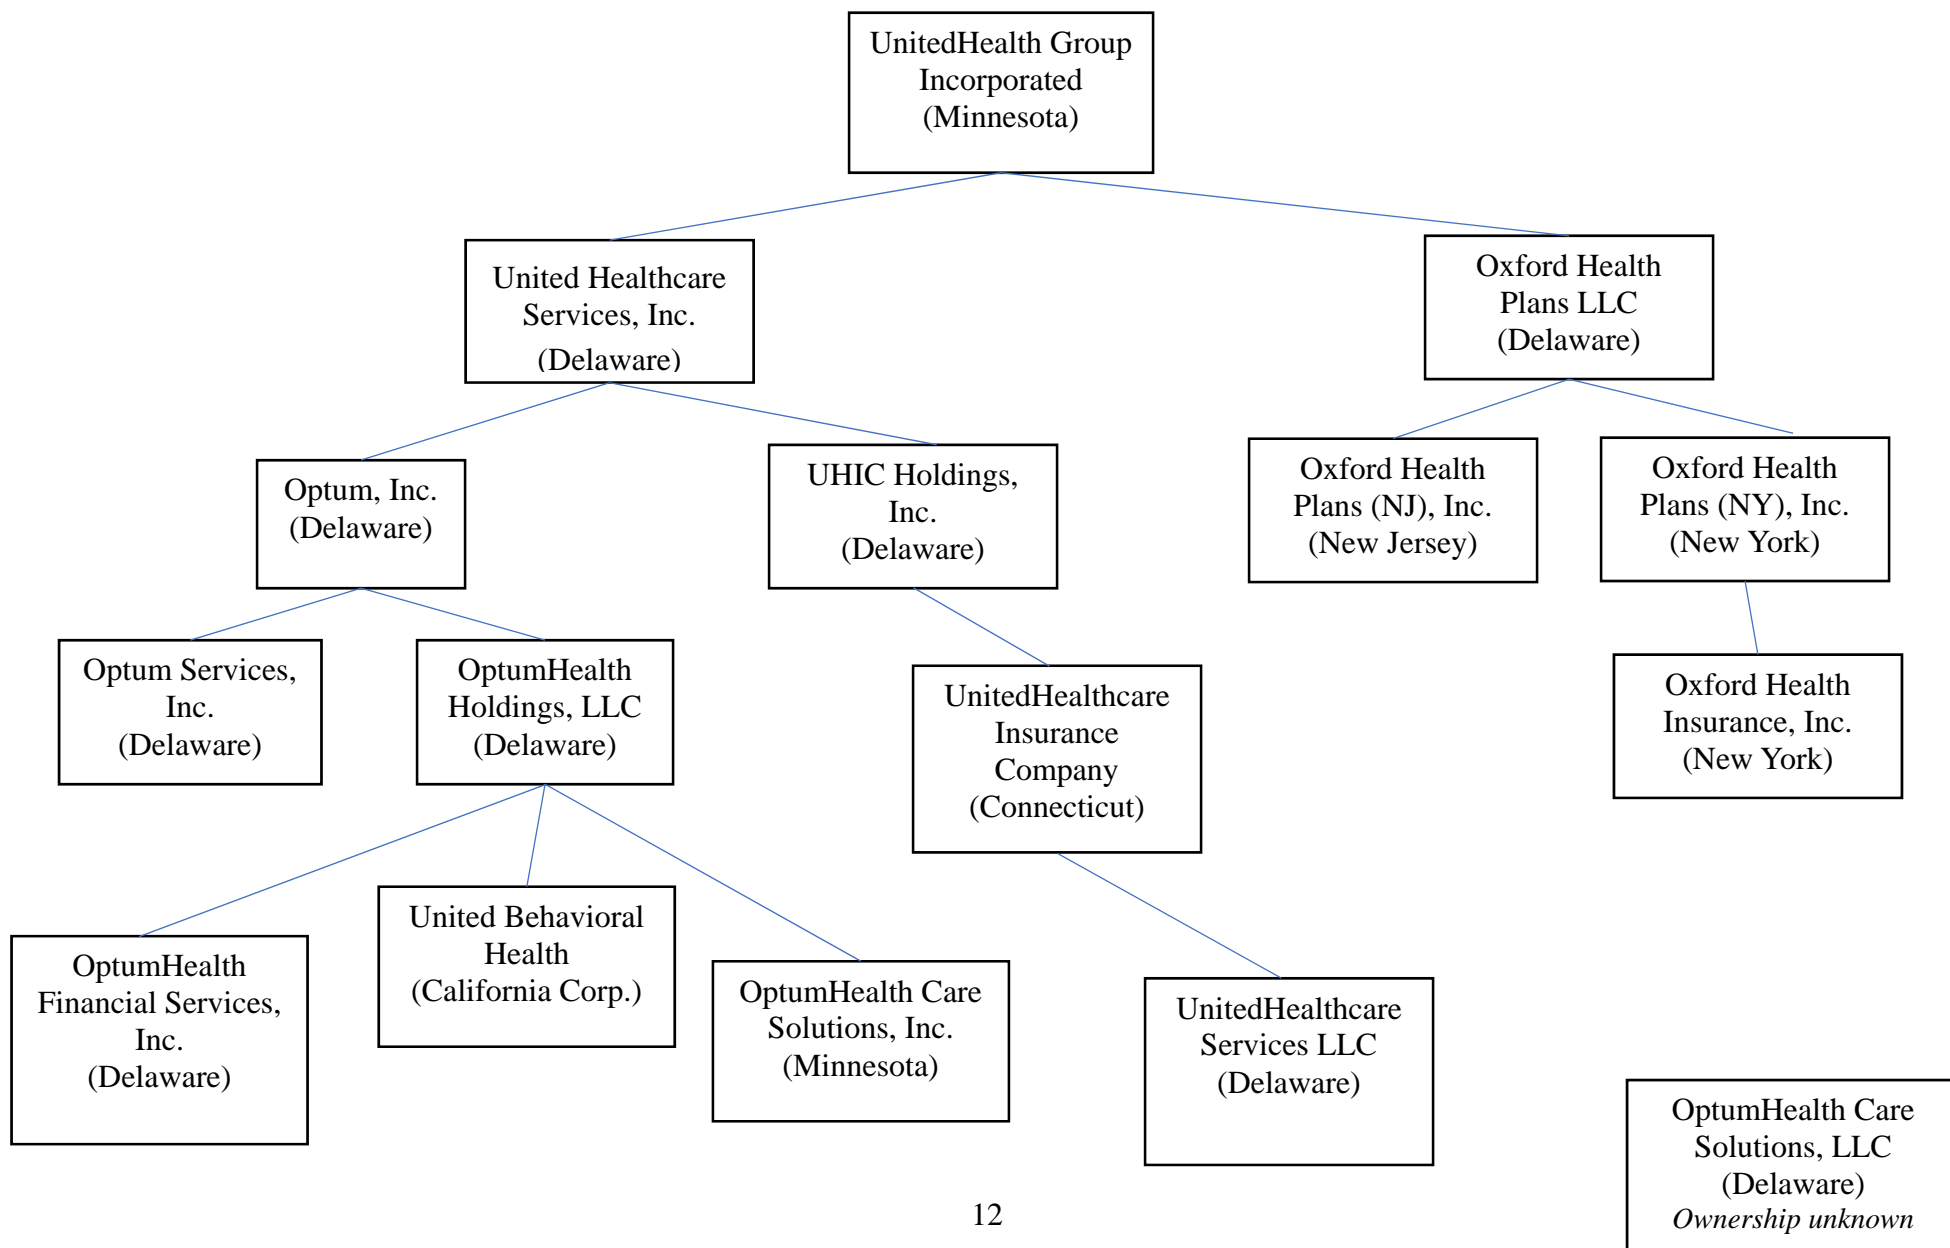 UnitedHealth Group
Incorporated
(Minnesota)
United Healthcare
Services, Inc.
(Delaware)
Oxford Health
Plans LLC
(Delaware)
Optum, Inc.
(Delaware)
UHIC Holdings,
Inc.
(Delaware)
Oxford Health
Plans (NJ), Inc.
(New Jersey)
Oxford Health
Plans (NY), Inc.
(New York)
Optum Services,
Inc.
(Delaware)
OptumHealth
Holdings, LLC
(Delaware)
UnitedHealthcare
Insurance
Company
(Connecticut)
Oxford Health
Insurance, Inc.
(New York)
OptumHealth
Financial Services,
Inc.
(Delaware)
United Behavioral
Health
(California Corp.)
OptumHealth Care
Solutions, Inc.
(Minnesota)
UnitedHealthcare
Services LLC
(Delaware)
OptumHealth Care
Solutions, LLC
(Delaware)
Ownership unknown
12